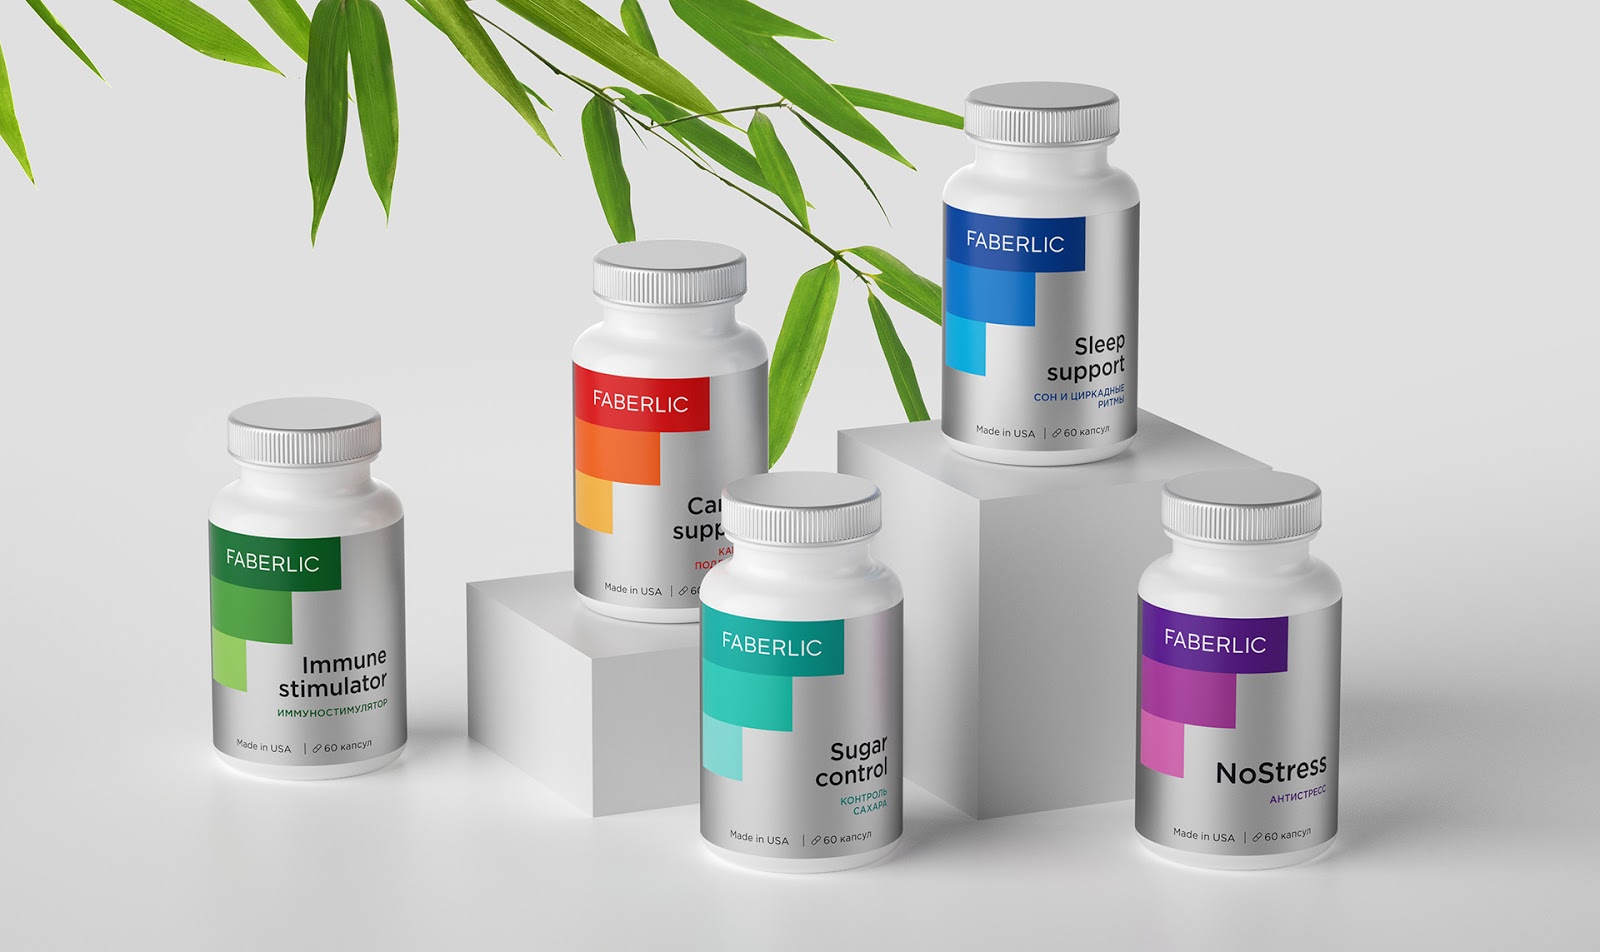 FABERLIC
Immune
stimulator
ИММУНОСТИМУЛЯТОР
Made in USA | 60 капсул
FABERLIC
Made in USA
FABERLIC
Sugar
control
КОНТРОЛЬ
САХАРА
Made in USA | 60 капсул
FABERLIC
Sleep
support
СОН И ЦИРКАДНЫЕ
РИТМЫ
Made in USA | 60 капсул
FABERLIC
NoStress
АНТИСТРЕСС
Made in USA | 60 капсул